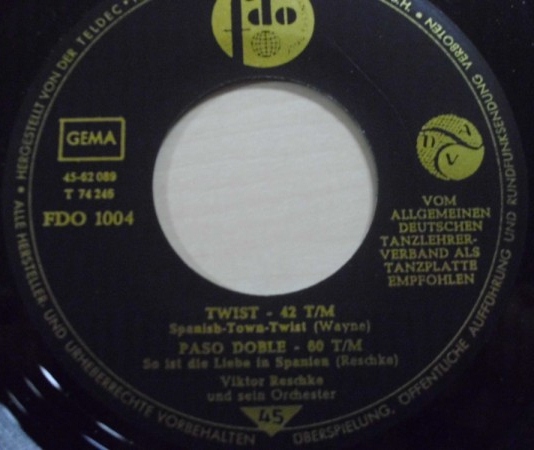 fdo
GEMA
45-62 089
T 74 246
FDO 1004
ADTV
VOM
ALLGEMEINEN
DEUTSCHEN
TANZLEHRER-
VERBAND ALS
TANZPLATTE
EMPFOHLEN
TWIST - 42 T/M
Spanish-Town-Twist (Wayne)
PASO DOBLE - 60 T/M
So ist die Liebe in Spanien (Reschke)
Viktor Reschke
und sein Orchester
45
HERGESTELLT VON DER TELDEC
• ALLE HERSTELLER- UND URHEBERRECHTE VORBEHALTEN
ÜBERSPIELUNG, ÖFFENTLICHE AUFFÜHRUNG UND RUNDFUNKSENDUNG VERBOTEN •